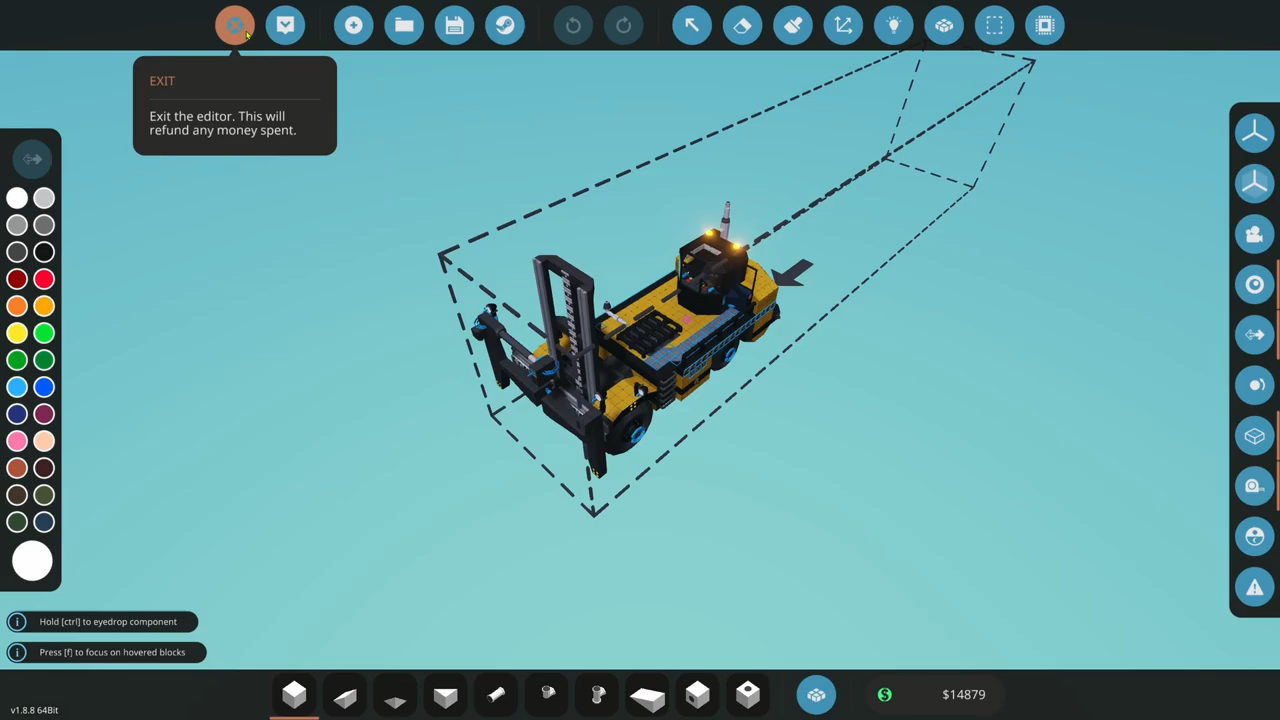 EXIT
Exit the editor. This will
refund any money spent.
Hold [ctrl] to eyedrop component
Press [f] to focus on hovered blocks
$14879
v1.8.8 64Bit